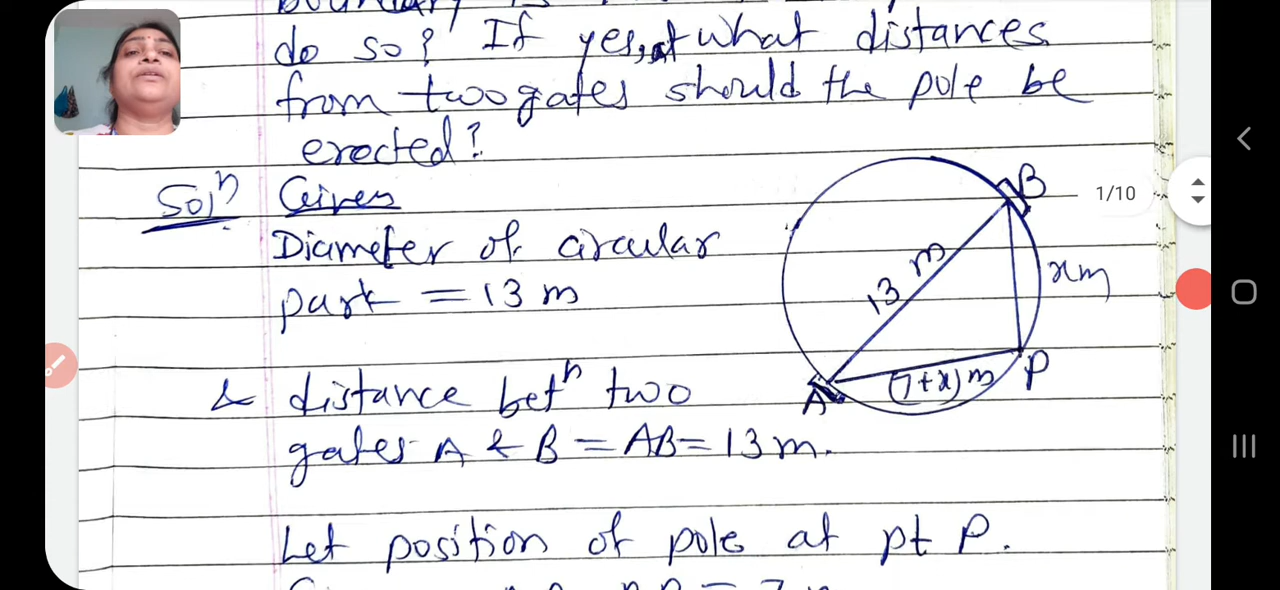 do so? If yes, at what distances
from two gates should the pole be
erected?
Solⁿ Given
Diameter of circular
park = 13 m
& distance betⁿ two
gates A & B = AB = 13 m.
Let position of pole at pt P.
B
13 m
x m
A
(7+x) m
P
1/10